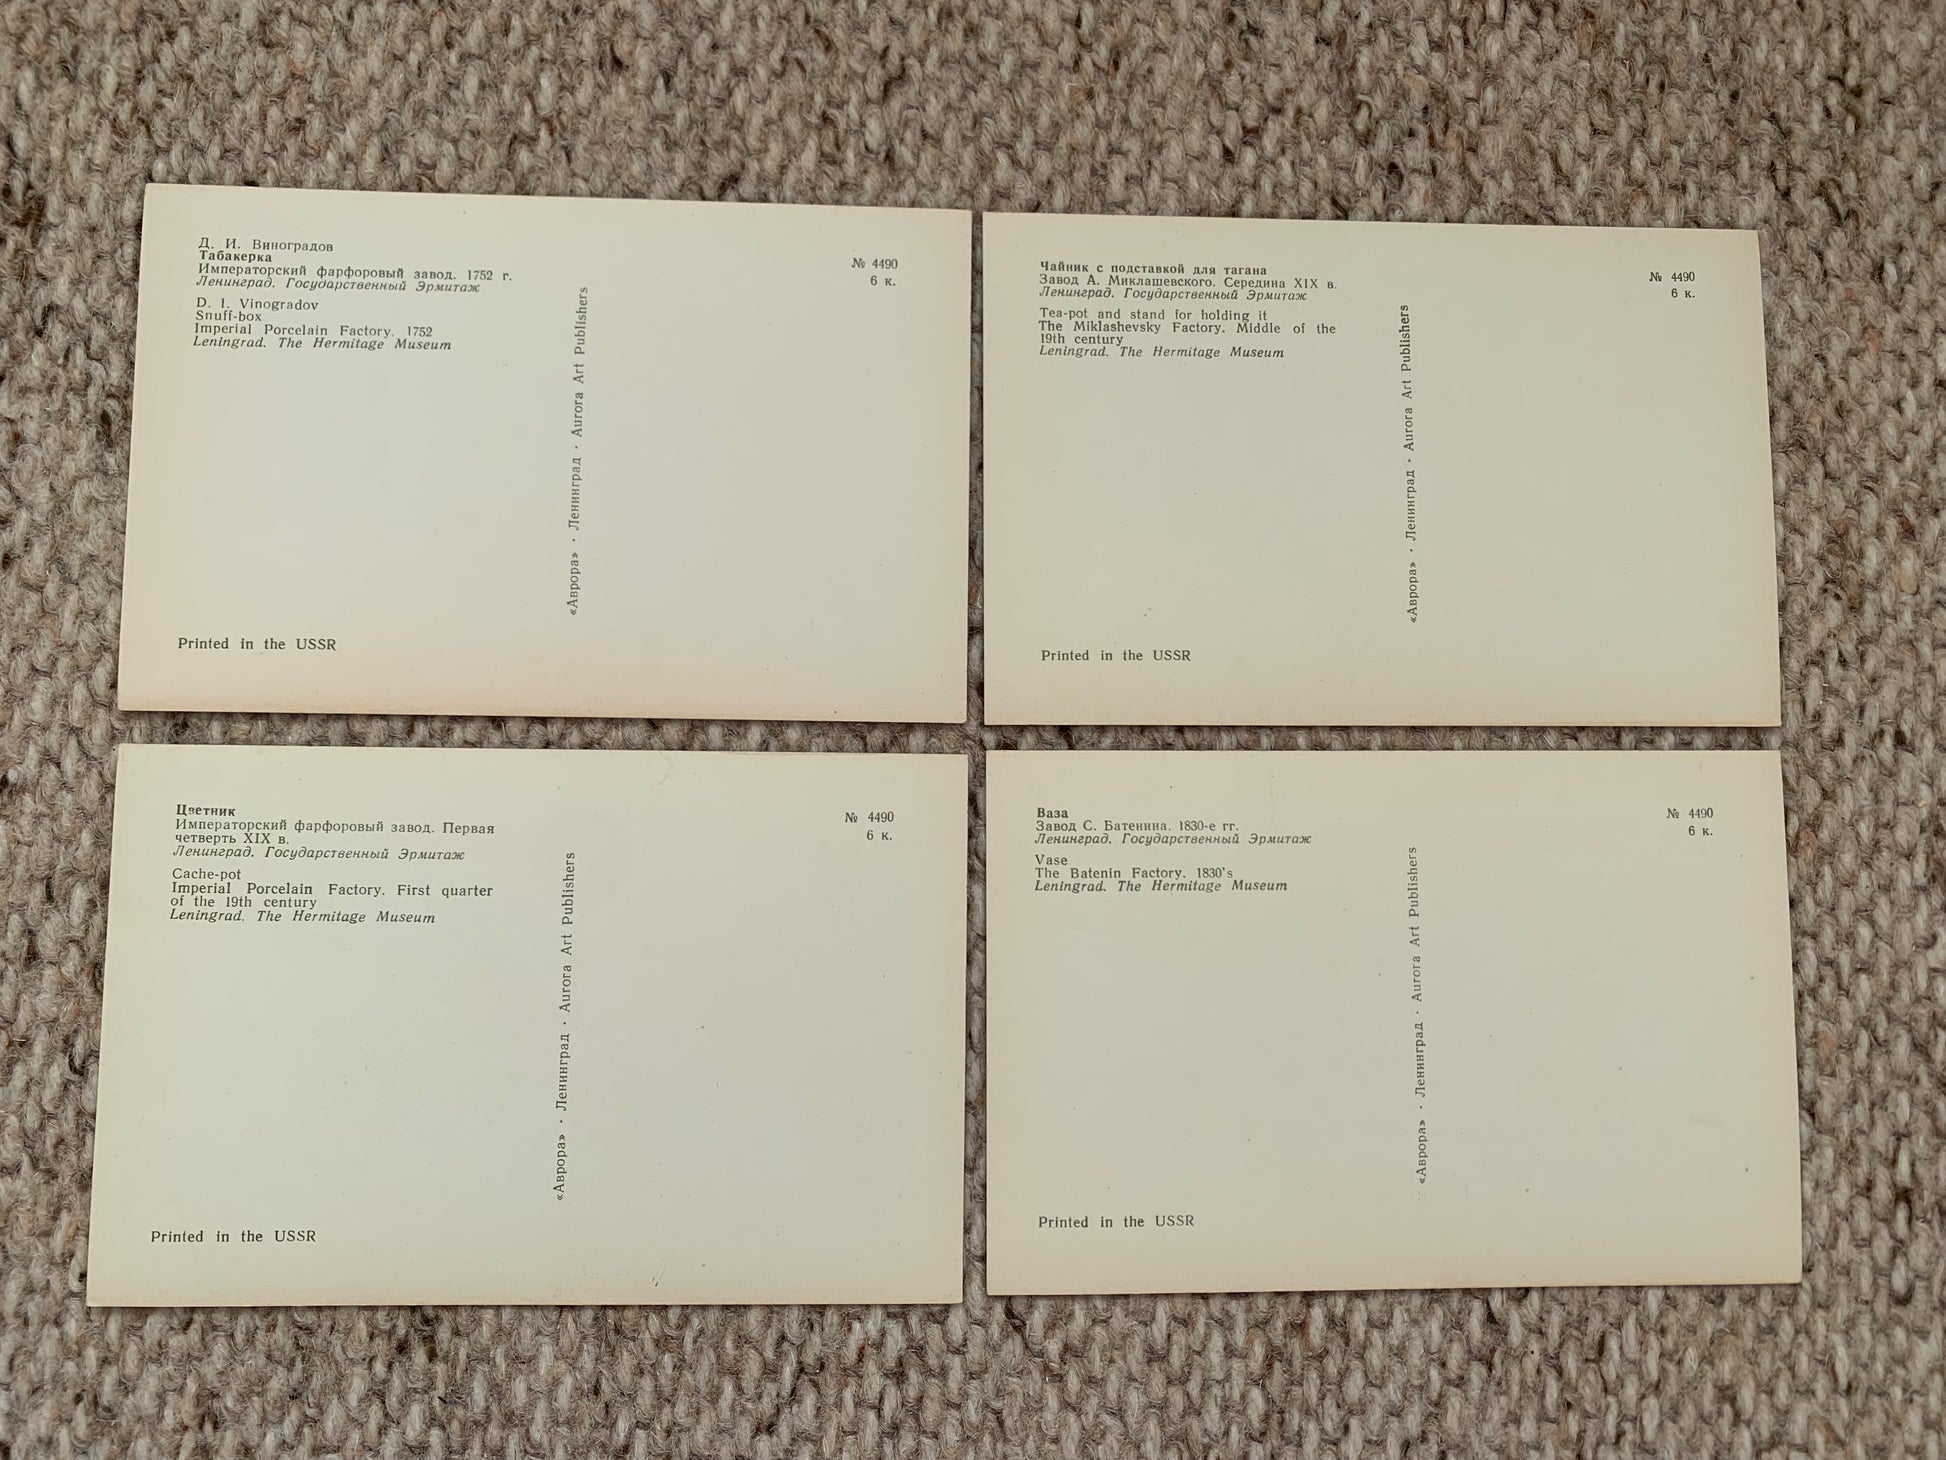 Д. И. Виноградов
Табакерка
Императорский фарфоровый завод. 1752 г.
Ленинград. Государственный Эрмитаж
D. I. Vinogradov
Snuff-box
Imperial Porcelain Factory. 1752
Leningrad. The Hermitage Museum
№ 4490
6 к.
«Аврора» · Ленинград · Aurora Art Publishers
Printed in the USSR
Чайник с подставкой для тагана
Завод А. Миклашевского. Середина XIX в.
Ленинград. Государственный Эрмитаж
Tea-pot and stand for holding it
The Miklashevsky Factory. Middle of the
19th century
Leningrad. The Hermitage Museum
№ 4490
6 к.
«Аврора» · Ленинград · Aurora Art Publishers
Printed in the USSR
Цветник
Императорский фарфоровый завод. Первая
четверть XIX в.
Ленинград. Государственный Эрмитаж
Cache-pot
Imperial Porcelain Factory. First quarter
of the 19th century
Leningrad. The Hermitage Museum
№ 4490
6 к.
«Аврора» · Ленинград · Aurora Art Publishers
Printed in the USSR
Ваза
Завод С. Батенина. 1830-е гг.
Ленинград. Государственный Эрмитаж
Vase
The Batenin Factory. 1830's
Leningrad. The Hermitage Museum
№ 4490
6 к.
«Аврора» · Ленинград · Aurora Art Publishers
Printed in the USSR